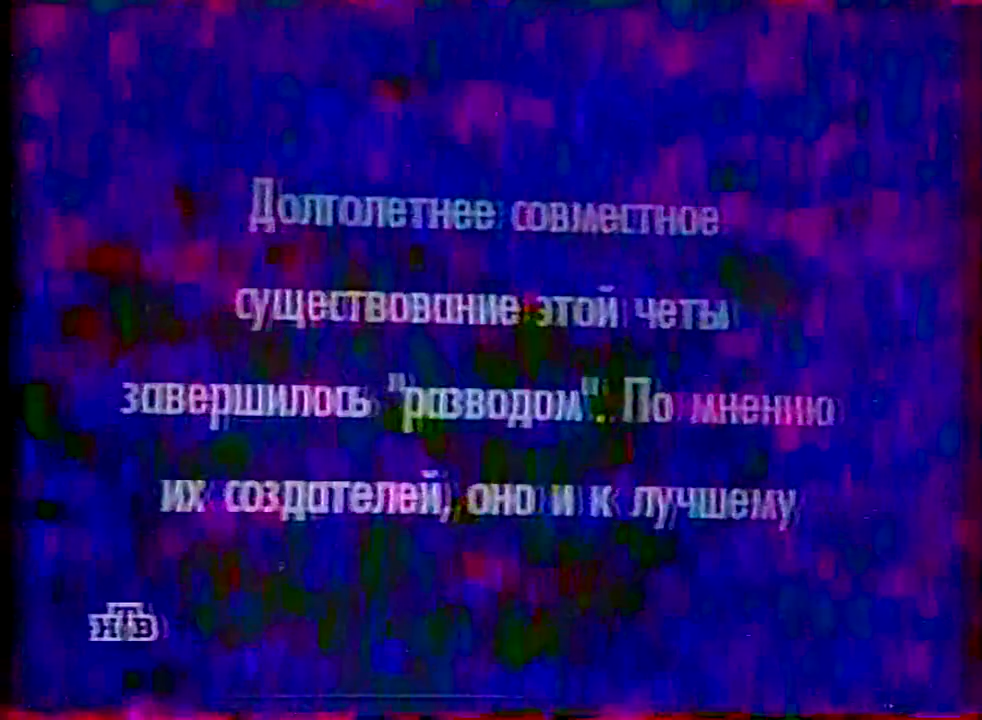 Долголетнее совместное
существование этой четы
завершилось "разводом". По мнению
их создателей, оно и к лучшему
НТВ